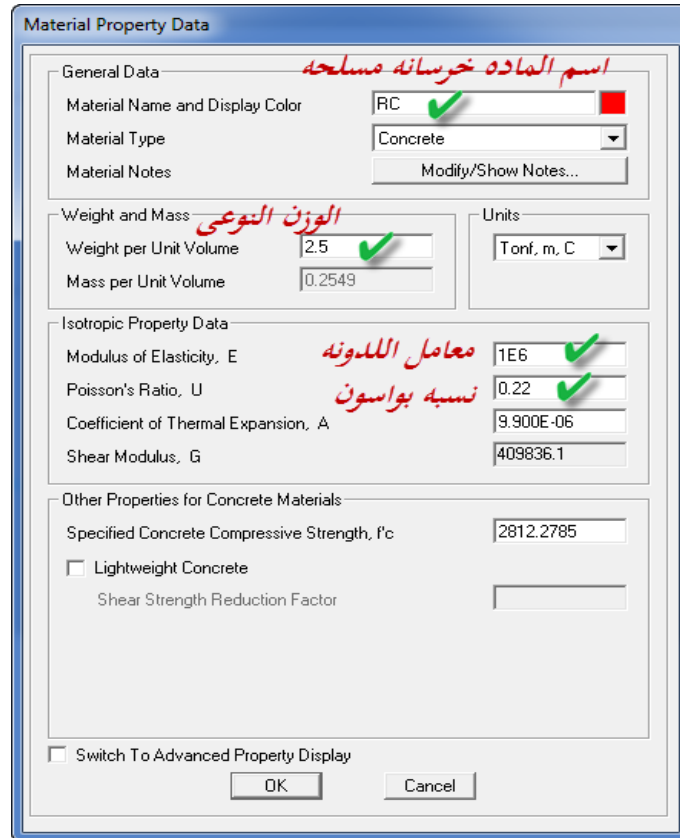 Material Property Data
General Data
اسم الماده خرسانه مسلحه
Material Name and Display Color RC
Material Type Concrete
Material Notes Modify/Show Notes...
Weight and Mass الوزن النوعى
Weight per Unit Volume 2.5
Mass per Unit Volume 0.2549
Units
Tonf, m, C
Isotropic Property Data
Modulus of Elasticity, E معامل اللدونه 1E6
Poisson's Ratio, U نسبه بواسون 0.22
Coefficient of Thermal Expansion, A 9.900E-06
Shear Modulus, G 409836.1
Other Properties for Concrete Materials
Specified Concrete Compressive Strength, f'c 2812.2785
Lightweight Concrete
Shear Strength Reduction Factor
Switch To Advanced Property Display
OK Cancel